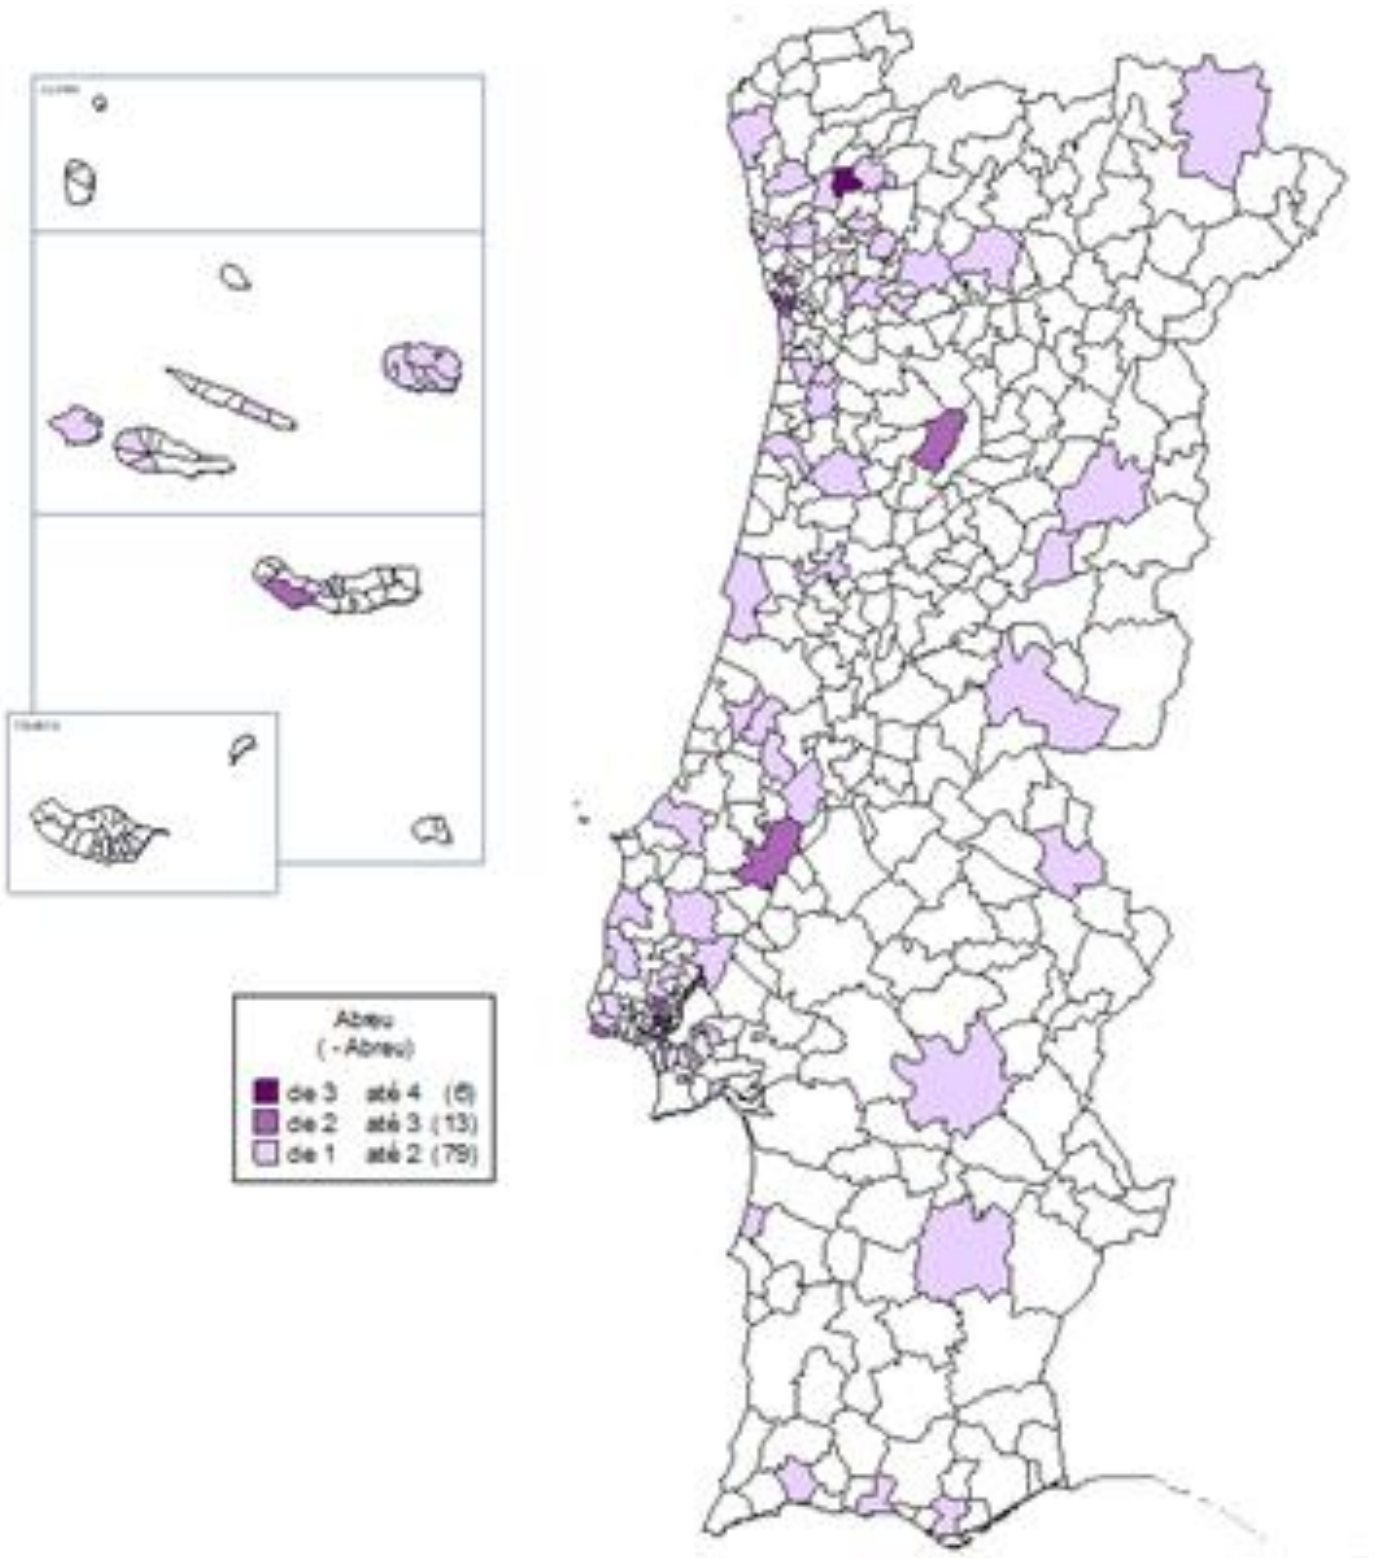 Abreu
( - Abreu)
de 3 até 4 (6)
de 2 até 3 (13)
de 1 até 2 (79)